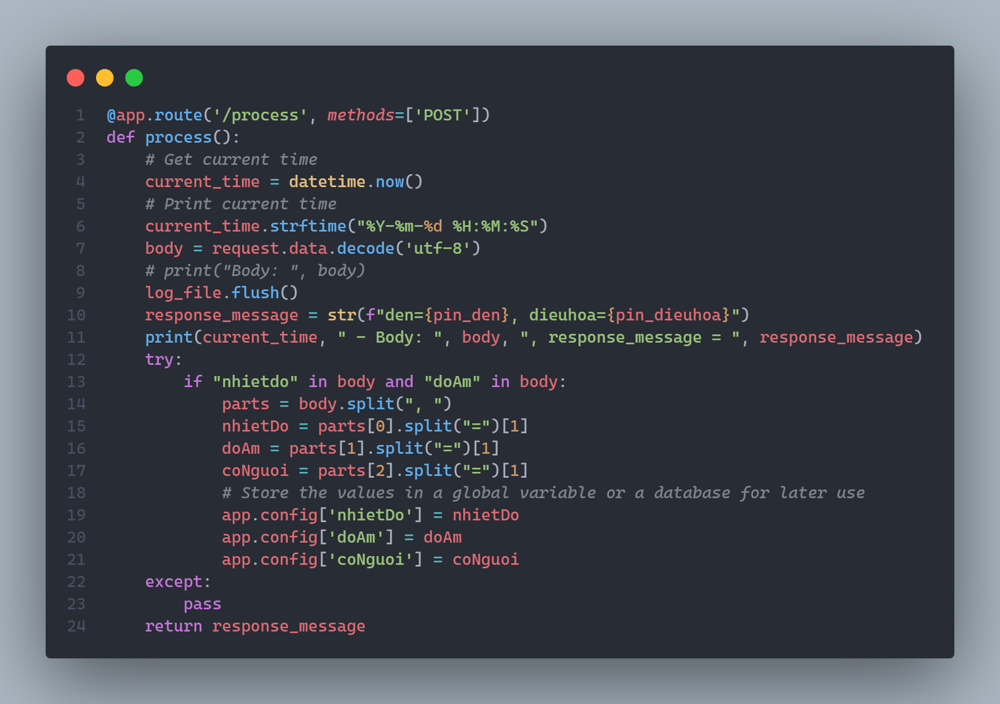 1 @app.route('/process', methods=['POST'])
2 def process():
3     # Get current time
4     current_time = datetime.now()
5     # Print current time
6     current_time.strftime("%Y-%m-%d %H:%M:%S")
7     body = request.data.decode('utf-8')
8     # print("Body: ", body)
9     log_file.flush()
10     response_message = str(f"den={pin_den}, dieuhoa={pin_dieuhoa}")
11     print(current_time, " - Body: ", body, ", response_message = ", response_message)
12     try:
13         if "nhietdo" in body and "doAm" in body:
14             parts = body.split(", ")
15             nhietDo = parts[0].split("=")[1]
16             doAm = parts[1].split("=")[1]
17             coNguoi = parts[2].split("=")[1]
18             # Store the values in a global variable or a database for later use
19             app.config['nhietDo'] = nhietDo
20             app.config['doAm'] = doAm
21             app.config['coNguoi'] = coNguoi
22     except:
23         pass
24     return response_message